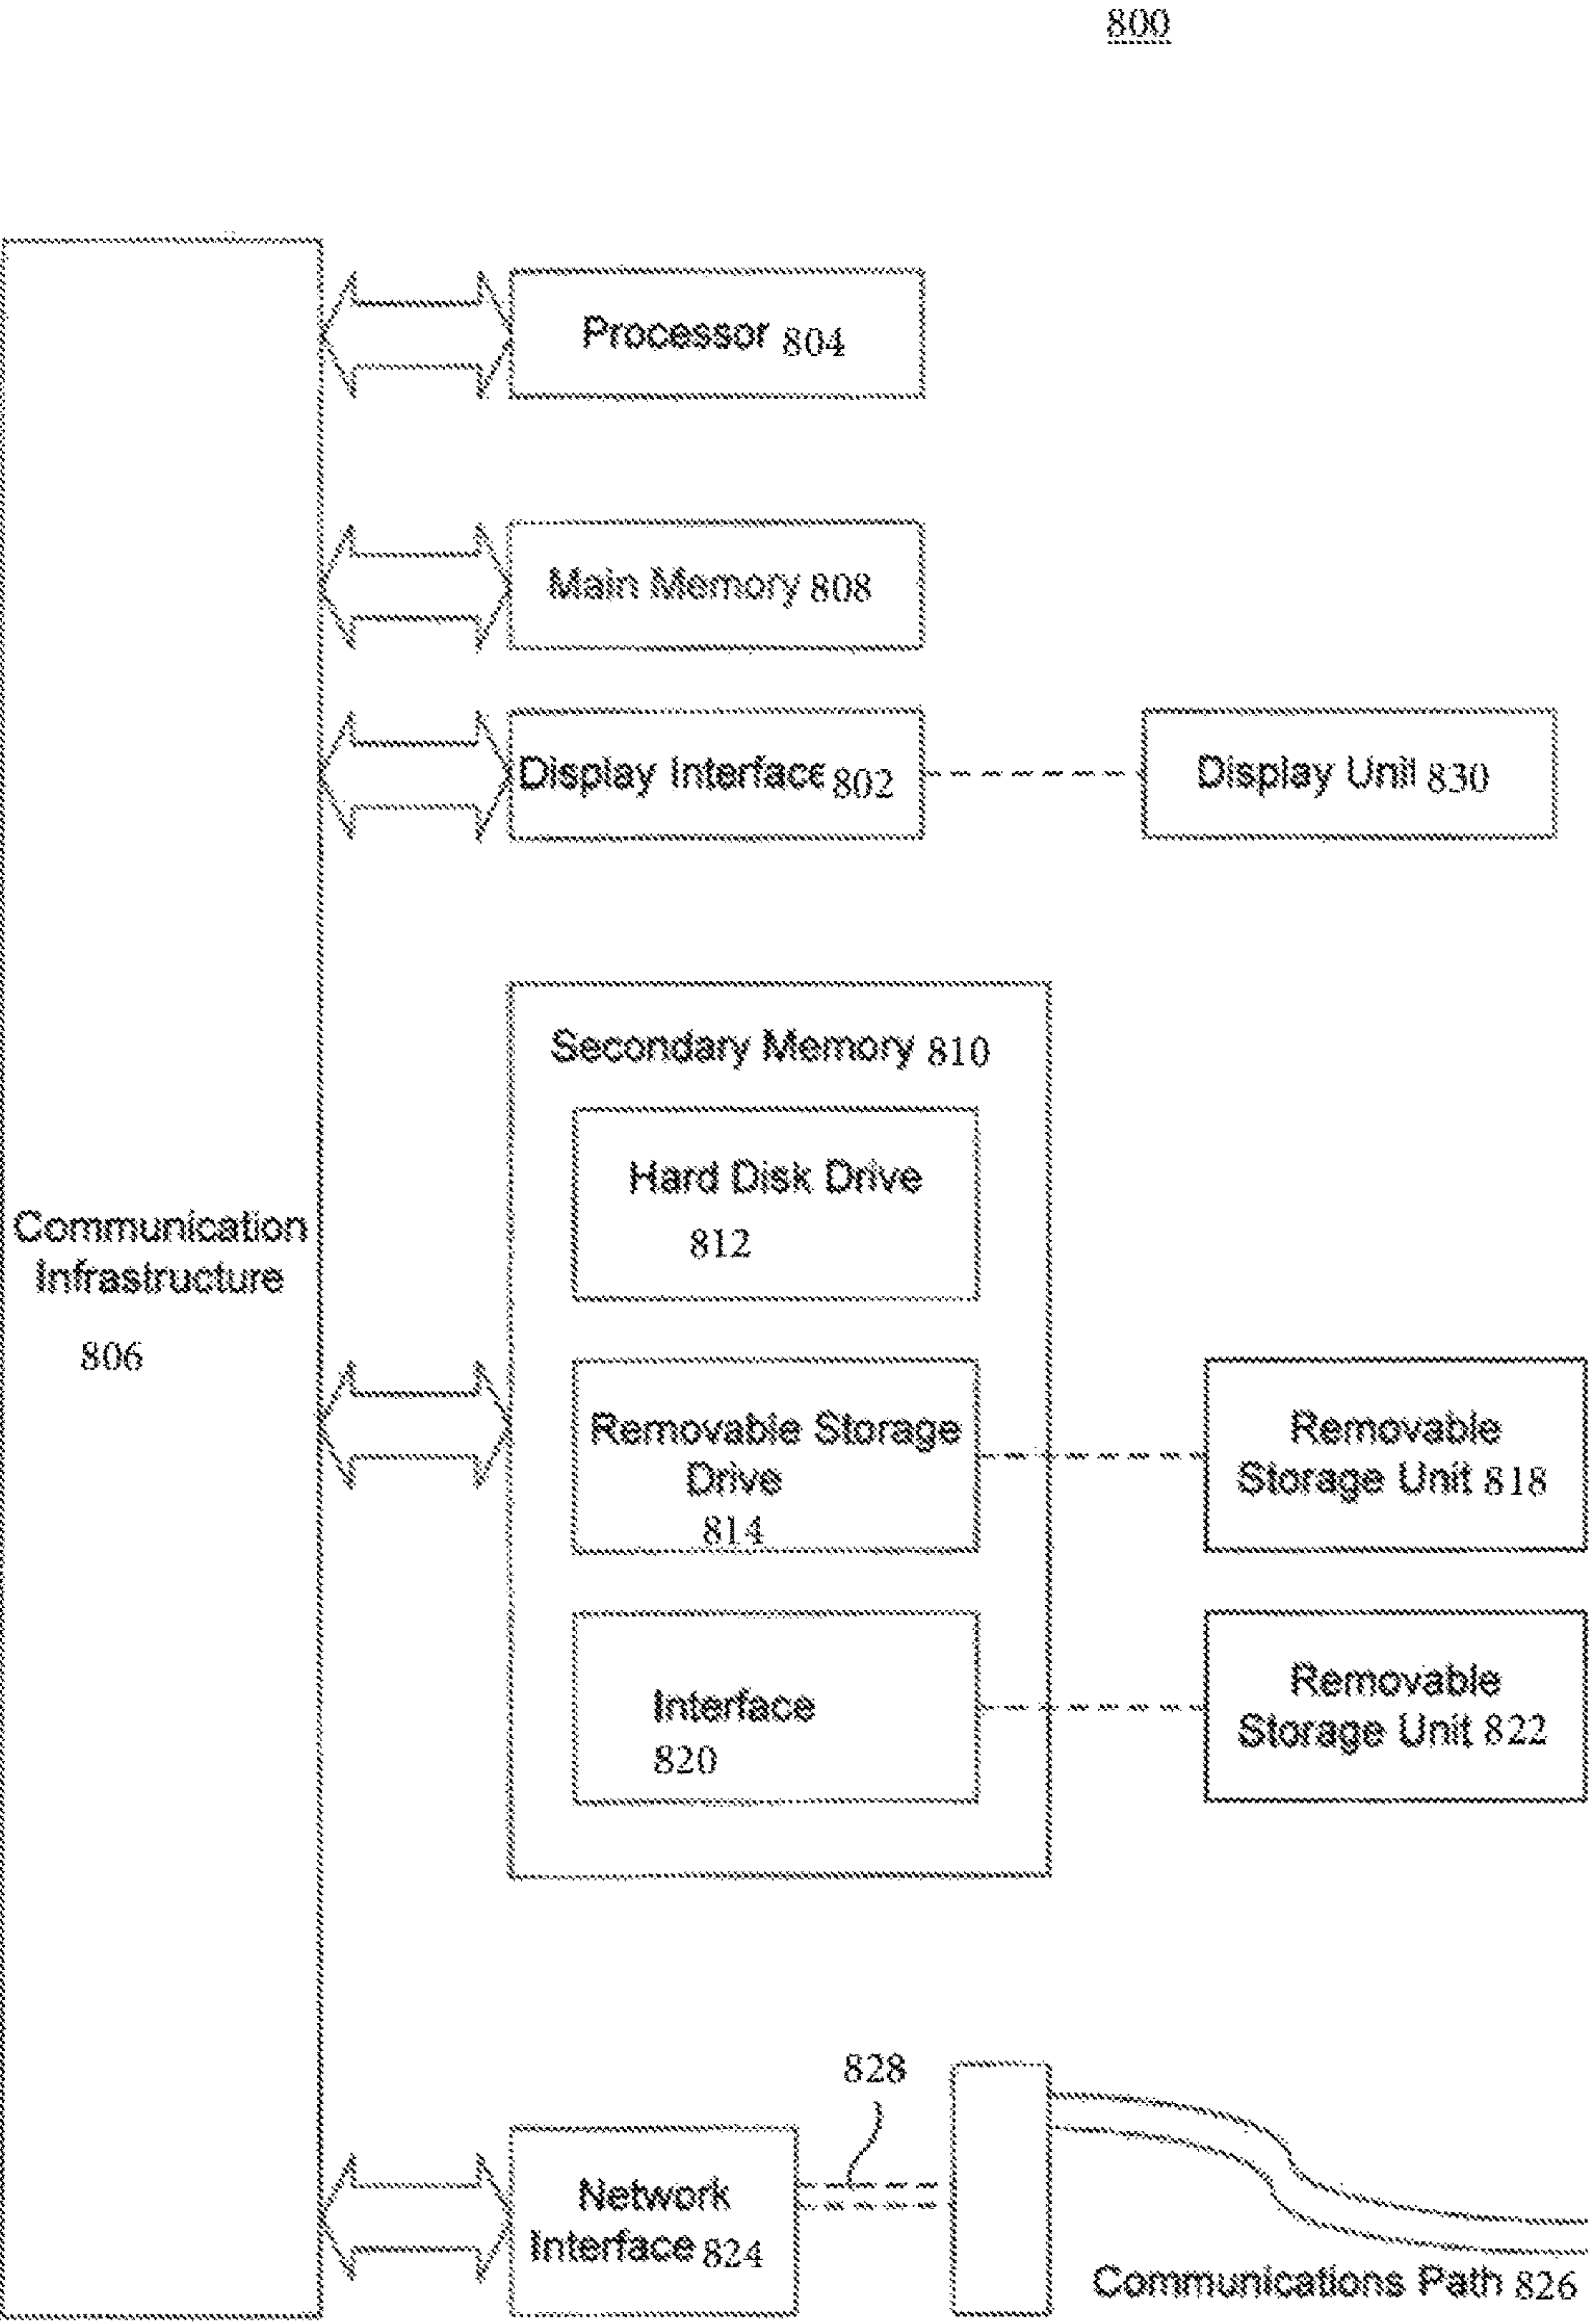 800
Processor 804
Main Memory 808
Display Interface 802
Display Unit 830
Secondary Memory 810
Hard Disk Drive
812
Communication
Infrastructure
806
Removable Storage
Drive
814
Removable
Storage Unit 818
Interface
820
Removable
Storage Unit 822
828
Network
Interface 824
Communications Path 826